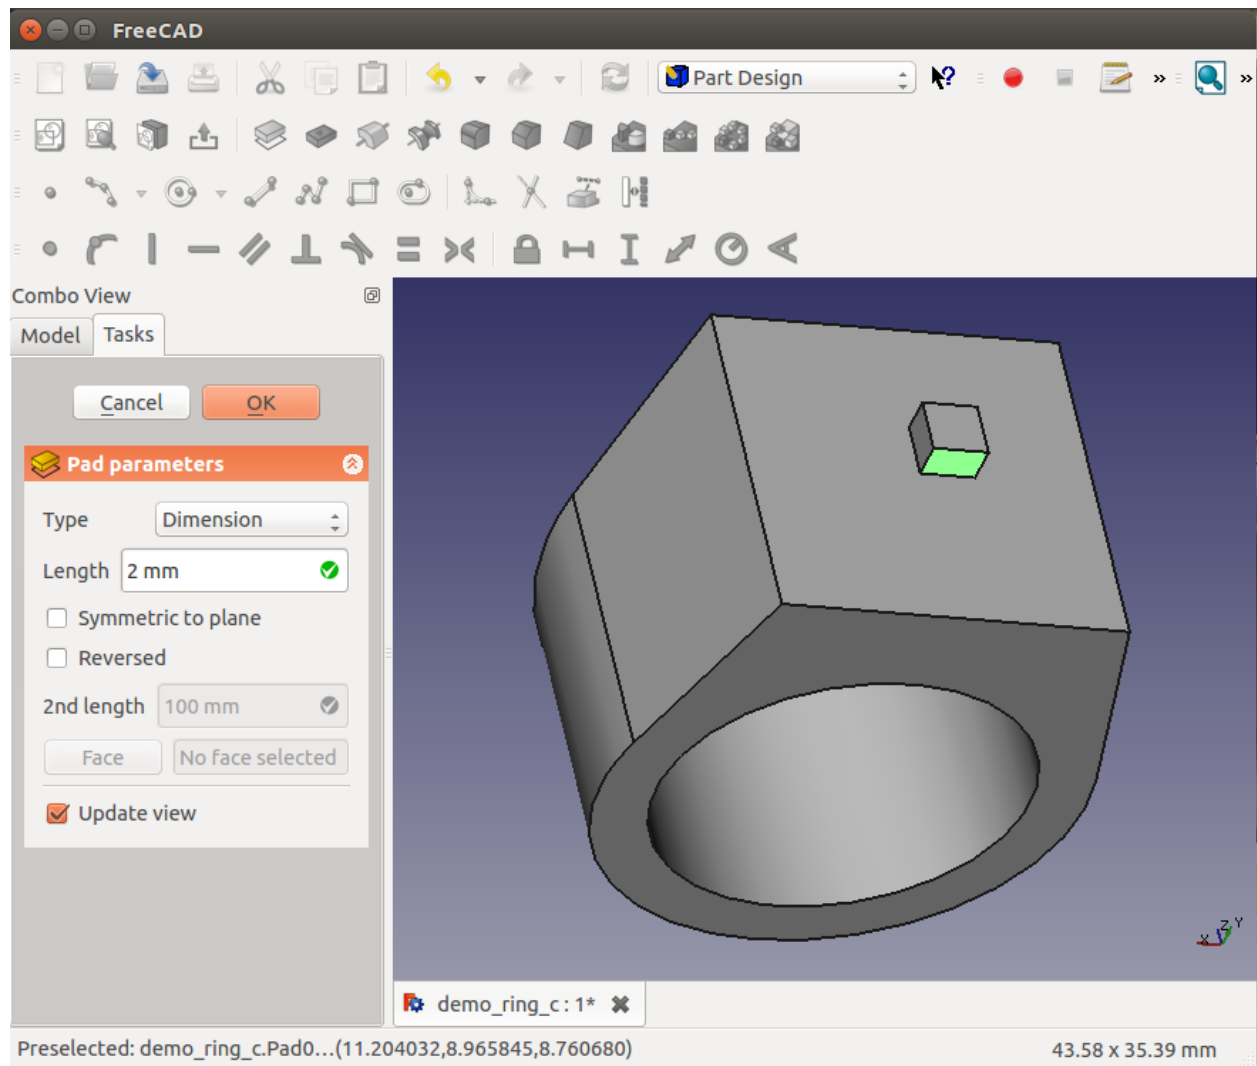 FreeCAD
Part Design
Combo View
Model Tasks
Cancel OK
Pad parameters
Type Dimension
Length 2 mm
Symmetric to plane
Reversed
2nd length 100 mm
Face No face selected
Update view
X Z Y
demo_ring_c : 1*
Preselected: demo_ring_c.Pad0...(11.204032,8.965845,8.760680) 43.58 x 35.39 mm